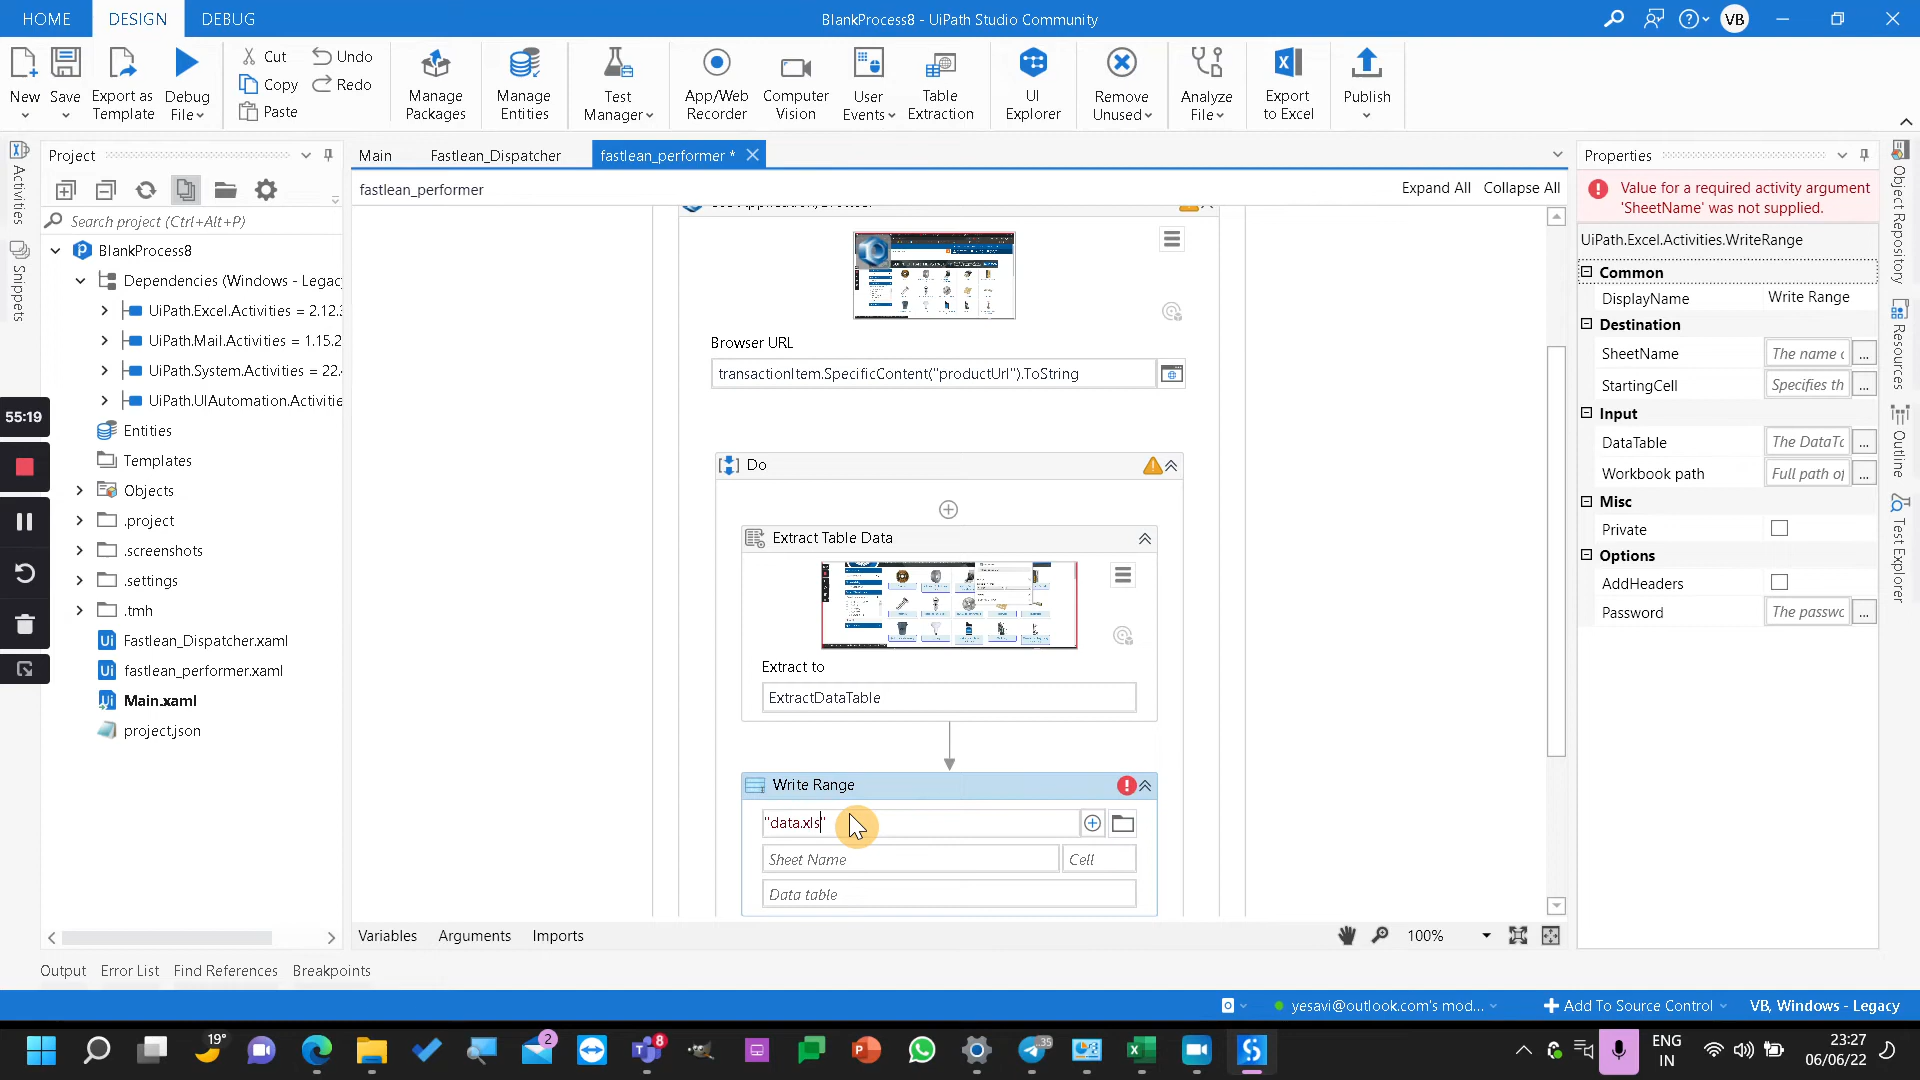 HOME
DESIGN
DEBUG
BlankProcess8 - UiPath Studio Community
VB
New
Save
Export as Template
Debug File
Cut
Copy
Paste
Undo
Redo
Manage Packages
Manage Entities
Test Manager
App/Web Recorder
Computer Vision
User Events
Table Extraction
UI Explorer
Remove Unused
Analyze File
Export to Excel
Publish
Activities
Snippets
Project
Search project (Ctrl+Alt+P)
BlankProcess8
Dependencies (Windows - Legacy
UiPath.Excel.Activities = 2.12.3
UiPath.Mail.Activities = 1.15.2
UiPath.System.Activities = 22.4
UiPath.UIAutomation.Activitie
Entities
Templates
Objects
.project
.screenshots
.settings
.tmh
Fastlean_Dispatcher.xaml
fastlean_performer.xaml
Main.xaml
project.json
55:19
Main
Fastlean_Dispatcher
fastlean_performer *
fastlean_performer
Expand All
Collapse All
Browser URL
transactionItem.SpecificContent("productUrl").ToString
Do
Extract Table Data
Extract to
ExtractDataTable
Write Range
"data.xls"
Sheet Name
Cell
Data table
Variables
Arguments
Imports
100%
Properties
Value for a required activity argument 'SheetName' was not supplied.
UiPath.Excel.Activities.WriteRange
Common
DisplayName
Write Range
Destination
SheetName
The name o
StartingCell
Specifies th
Input
DataTable
The DataTa
Workbook path
Full path of
Misc
Private
Options
AddHeaders
Password
The passwo
Object Repository
Resources
Outline
Test Explorer
Output
Error List
Find References
Breakpoints
yesavi@outlook.com's mod...
Add To Source Control
VB, Windows - Legacy
19°
2
8
35
ENG
IN
23:27
06/06/22